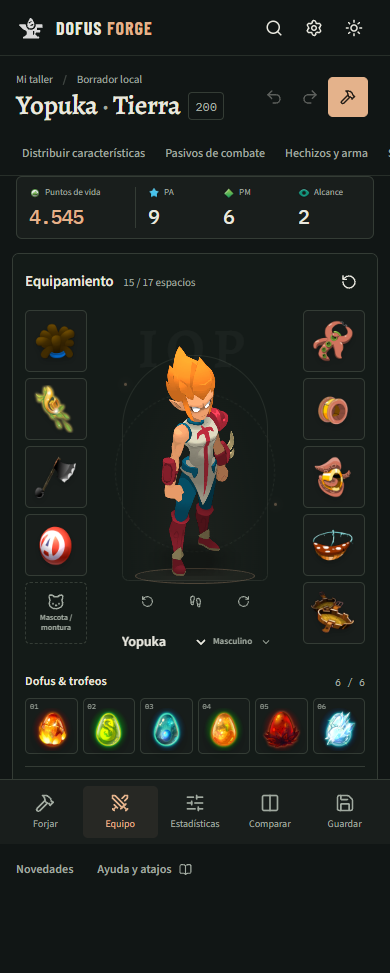 DOFUS FORGE
Mi taller / Borrador local
Yopuka · Tierra 200
Distribuir características Pasivos de combate Hechizos y arma
Puntos de vida PA PM Alcance
4.545 9 6 2
Equipamiento 15 / 17 espacios
IOP
Mascota /
montura
Yopuka Masculino
Dofus & trofeos 6 / 6
01 02 03 04 05 06
Forjar Equipo Estadísticas Comparar Guardar
Novedades Ayuda y atajos